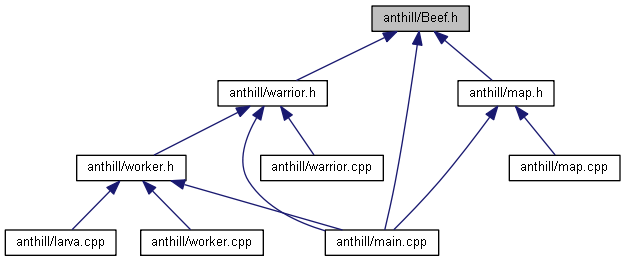 anthill/Beef.h
anthill/warrior.h
anthill/map.h
anthill/worker.h
anthill/warrior.cpp
anthill/map.cpp
anthill/larva.cpp
anthill/worker.cpp
anthill/main.cpp